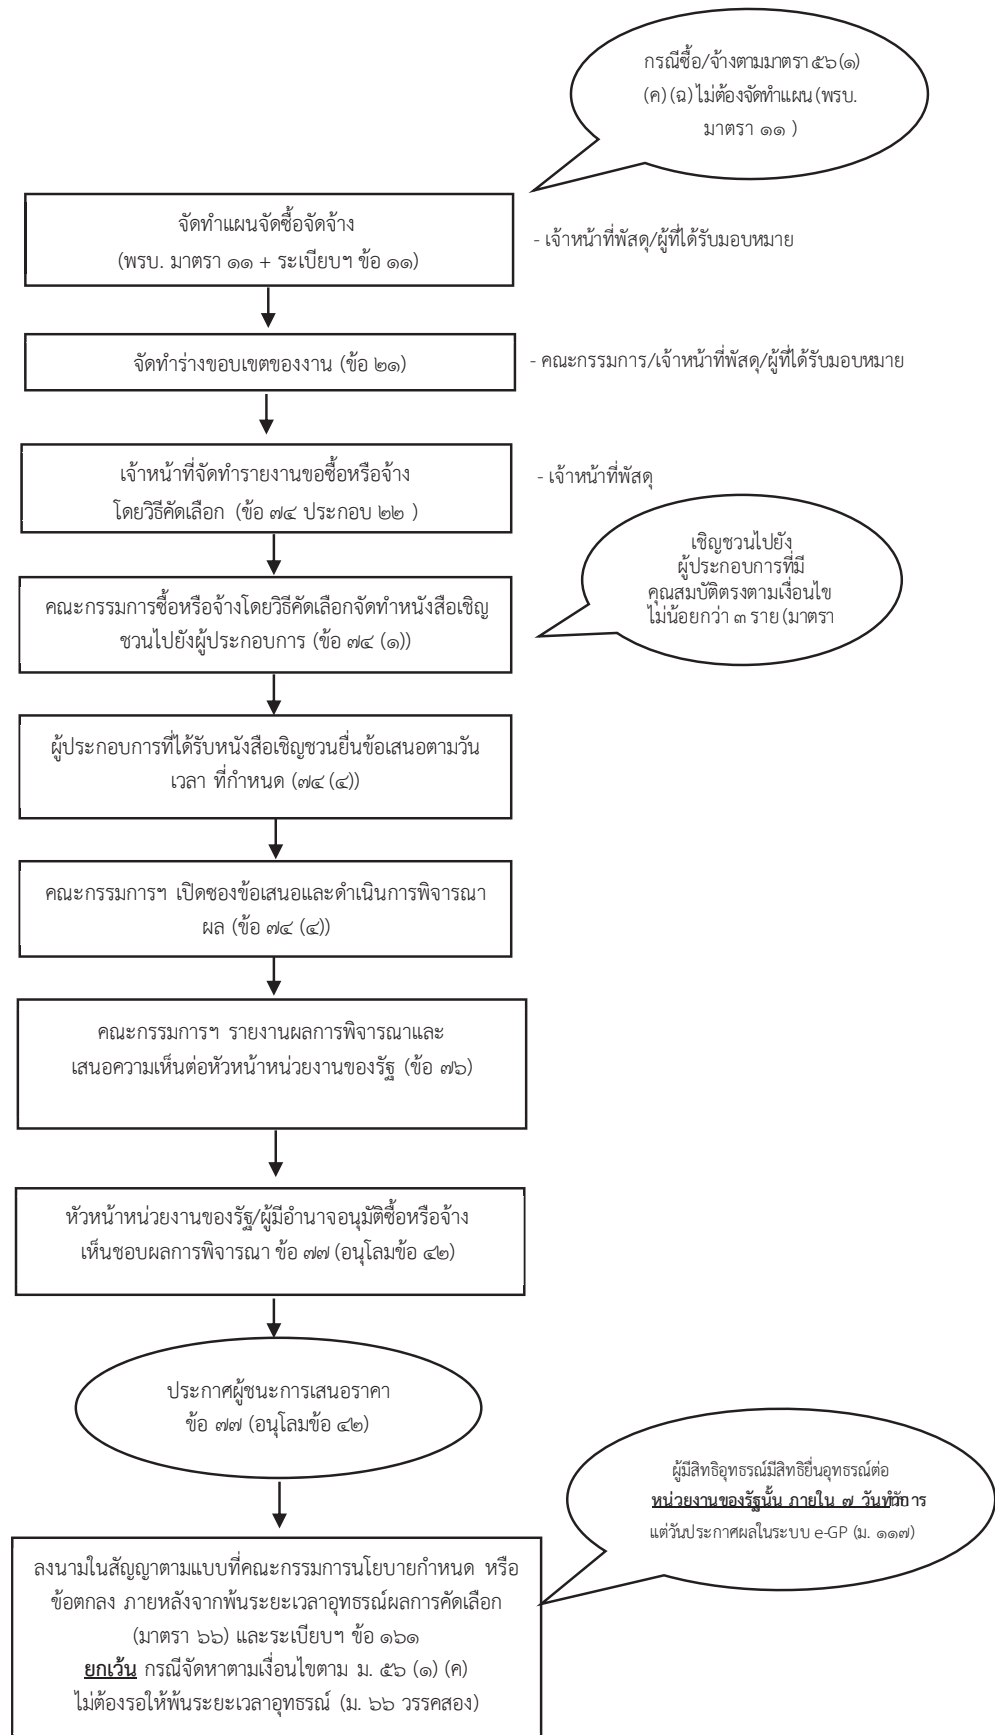 กรณีซื้อ/จ้างตามมาตรา ๕๖ (๑)
(ค) (ฉ) ไม่ต้องจัดทำแผน (พรบ.
มาตรา ๑๑ )
จัดทำแผนจัดซื้อจัดจ้าง
(พรบ. มาตรา ๑๑ + ระเบียบฯ ข้อ ๑๑)
- เจ้าหน้าที่พัสดุ/ผู้ที่ได้รับมอบหมาย
จัดทำร่างขอบเขตของงาน (ข้อ ๒๑)
- คณะกรรมการ/เจ้าหน้าที่พัสดุ/ผู้ที่ได้รับมอบหมาย
เจ้าหน้าที่จัดทำรายงานขอซื้อหรือจ้าง
โดยวิธีคัดเลือก (ข้อ ๗๔ ประกอบ ๒๒ )
- เจ้าหน้าที่พัสดุ
เชิญชวนไปยัง
ผู้ประกอบการที่มี
คุณสมบัติตรงตามเงื่อนไข
ไม่น้อยกว่า ๓ ราย (มาตรา
คณะกรรมการซื้อหรือจ้างโดยวิธีคัดเลือกจัดทำหนังสือเชิญ
ชวนไปยังผู้ประกอบการ (ข้อ ๗๔ (๑))
ผู้ประกอบการที่ได้รับหนังสือเชิญชวนยื่นข้อเสนอตามวัน
เวลา ที่กำหนด (๗๔ (๔))
คณะกรรมการฯ เปิดซองข้อเสนอและดำเนินการพิจารณา
ผล (ข้อ ๗๔ (๔))
คณะกรรมการฯ รายงานผลการพิจารณาและ
เสนอความเห็นต่อหัวหน้าหน่วยงานของรัฐ (ข้อ ๗๖)
หัวหน้าหน่วยงานของรัฐ/ผู้มีอำนาจอนุมัติซื้อหรือจ้าง
เห็นชอบผลการพิจารณา ข้อ ๗๗ (อนุโลมข้อ ๔๒)
ประกาศผู้ชนะการเสนอราคา
ข้อ ๗๗ (อนุโลมข้อ ๔๒)
ผู้มีสิทธิอุทธรณ์มีสิทธิยื่นอุทธรณ์ต่อ
หน่วยงานของรัฐนั้น ภายใน ๗ วันทำการ
แต่วันประกาศผลในระบบ e-GP (ม. ๑๑๗)
ลงนามในสัญญาตามแบบที่คณะกรรมการนโยบายกำหนด หรือ
ข้อตกลง ภายหลังจากพ้นระยะเวลาอุทธรณ์ผลการคัดเลือก
(มาตรา ๖๖) และระเบียบฯ ข้อ ๑๖๑
ยกเว้น กรณีจัดหาตามเงื่อนไขตาม ม. ๕๖ (๑) (ค)
ไม่ต้องรอให้พ้นระยะเวลาอุทธรณ์ (ม. ๖๖ วรรคสอง)